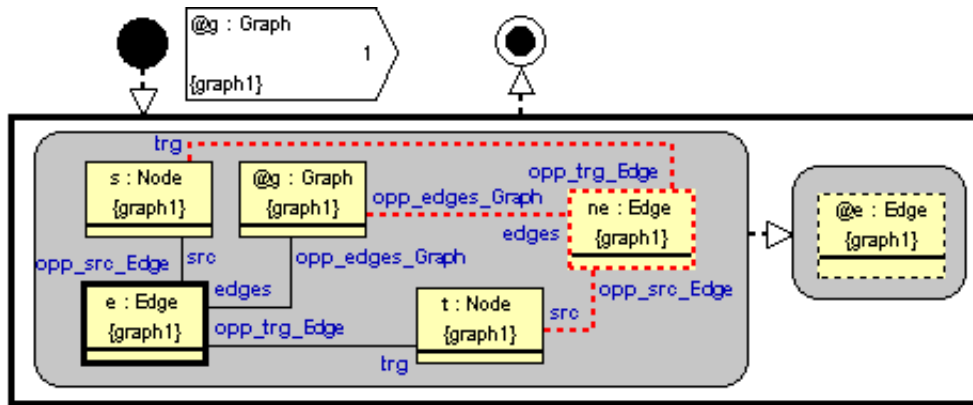 @g : Graph
1
{graph1}
trg
s : Node
{graph1}
@g : Graph
{graph1}
opp_trg_Edge
opp_edges_Graph
ne : Edge
{graph1}
edges
@e : Edge
{graph1}
opp_src_Edge
src
opp_edges_Graph
edges
e : Edge
{graph1}
opp_trg_Edge
trg
t : Node
{graph1}
src
opp_src_Edge